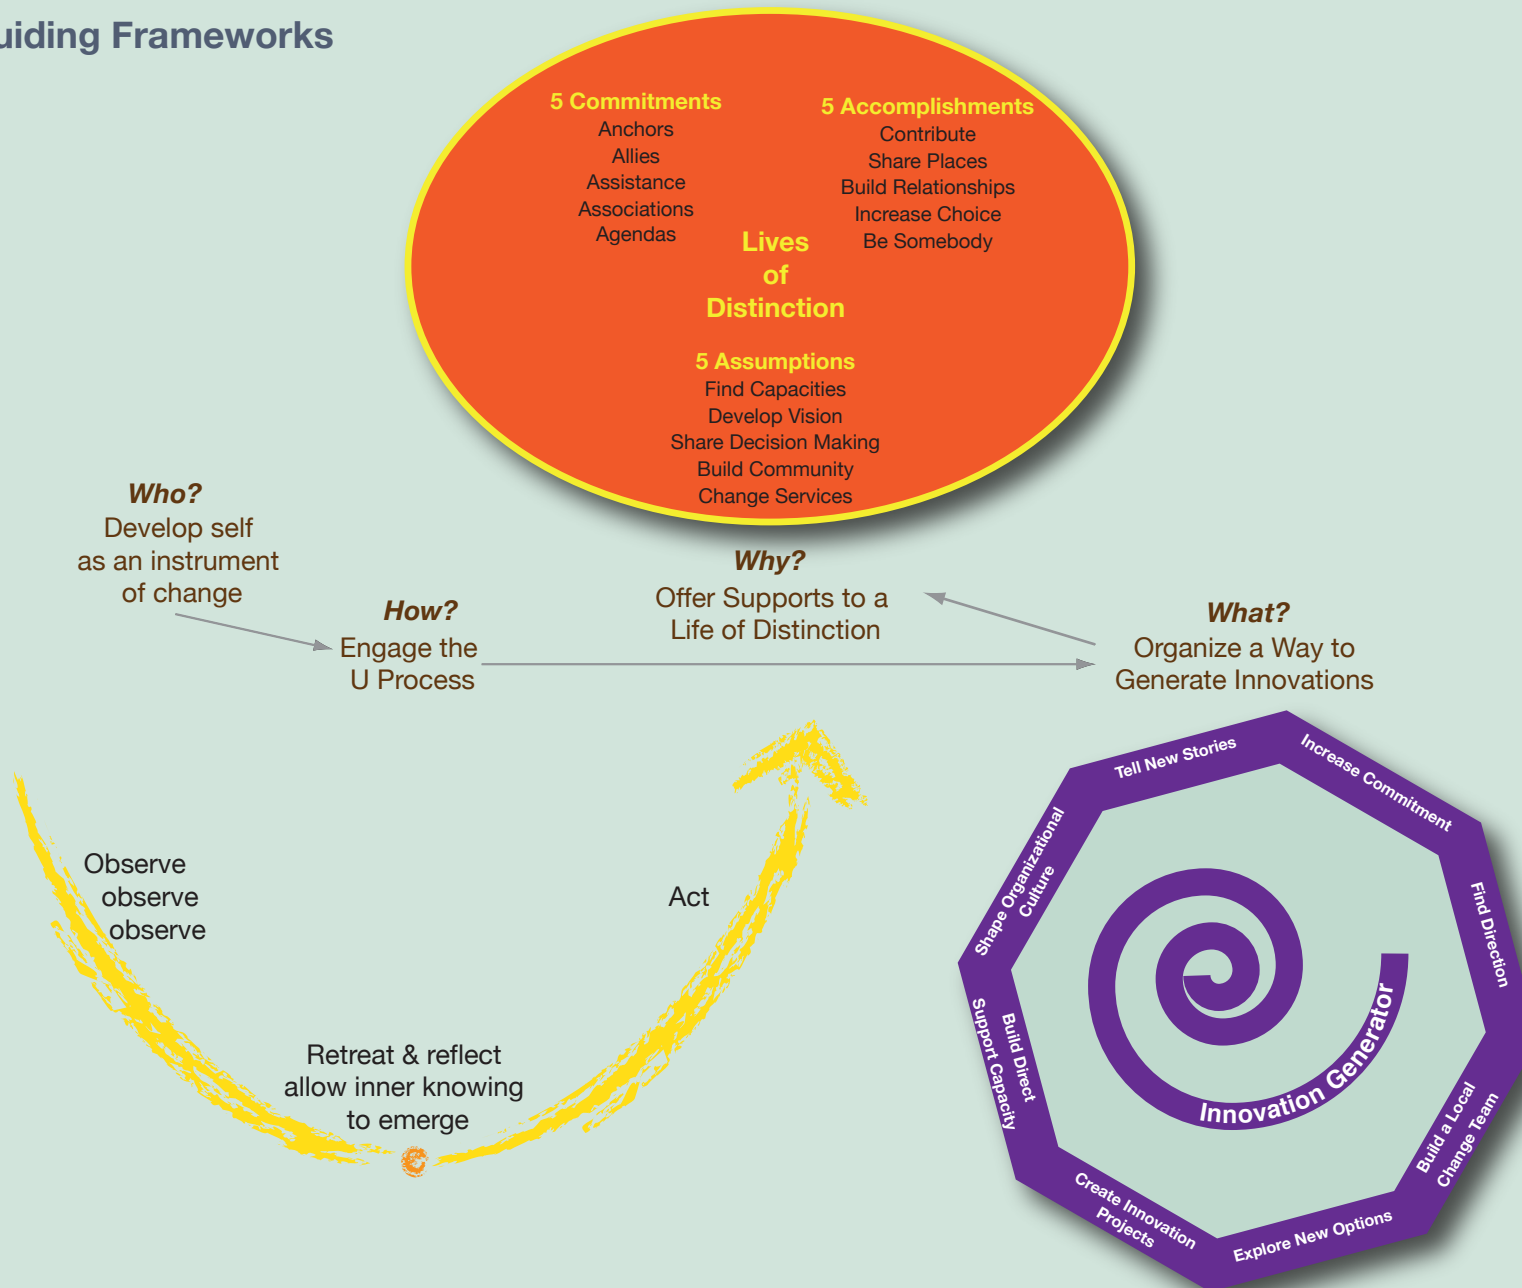 uiding Frameworks
5 Commitments
Anchors
Allies
Assistance
Associations
Agendas
5 Accomplishments
Contribute
Share Places
Build Relationships
Increase Choice
Be Somebody
Lives
of
Distinction
5 Assumptions
Find Capacities
Develop Vision
Share Decision Making
Build Community
Change Services
Who?
Develop self
as an instrument
of change
How?
Engage the
U Process
Why?
Offer Supports to a
Life of Distinction
What?
Organize a Way to
Generate Innovations
Observe
observe
observe
Retreat & reflect
allow inner knowing
to emerge
Act
Tell New Stories
Increase Commitment
Find Direction
Build a Local
Change Team
Explore New Options
Create Innovation
Projects
Build Direct
Support Capacity
Shape Organizational
Culture
Innovation Generator